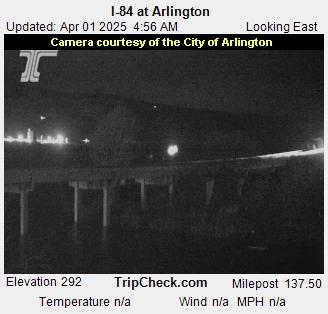 I-84 at Arlington
Updated: Apr 01 2025 4:56 AM Looking East
Camera courtesy of the City of Arlington
Elevation 292 TripCheck.com Milepost 137.50
Temperature n/a Wind n/a MPH n/a